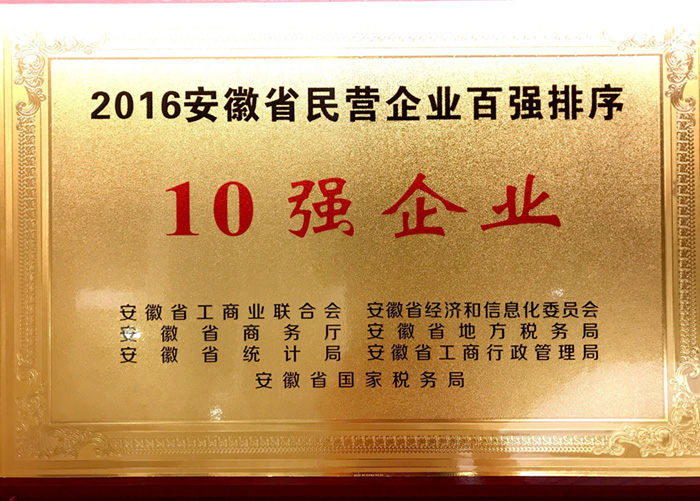 2016安徽省民营企业百强排序
10强企业
安徽省工商业联合会 安徽省经济和信息化委员会
安徽省商务厅 安徽省地方税务局
安徽省统计局 安徽省工商行政管理局
安徽省国家税务局